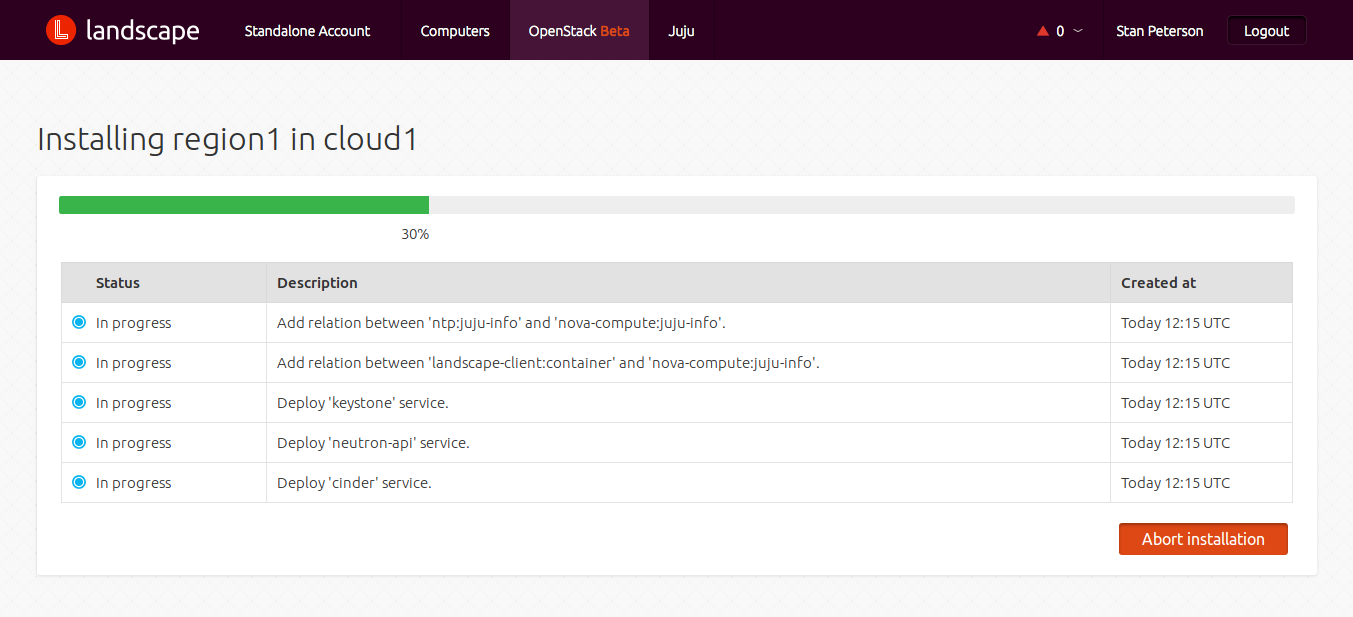 landscape Standalone Account Computers OpenStack Beta Juju 0 Stan Peterson Logout
Installing region1 in cloud1
30%
Status Description Created at
In progress Add relation between 'ntp:juju-info' and 'nova-compute:juju-info'. Today 12:15 UTC
In progress Add relation between 'landscape-client:container' and 'nova-compute:juju-info'. Today 12:15 UTC
In progress Deploy 'keystone' service. Today 12:15 UTC
In progress Deploy 'neutron-api' service. Today 12:15 UTC
In progress Deploy 'cinder' service. Today 12:15 UTC
Abort installation